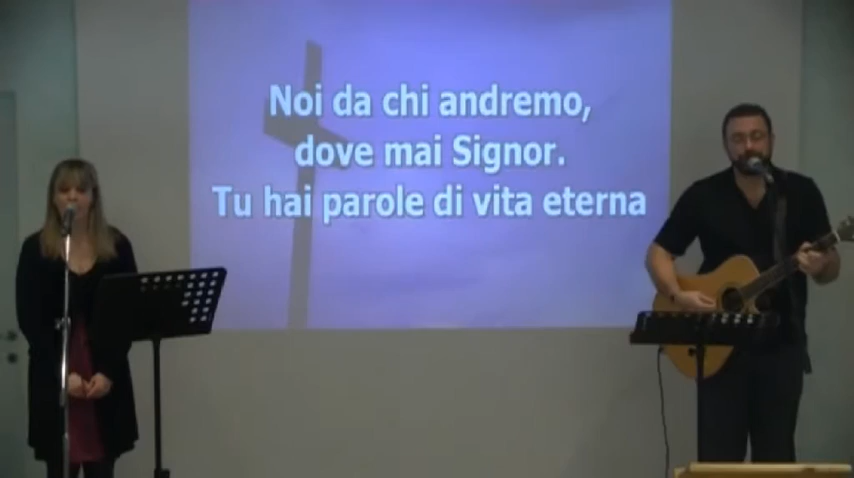 Noi da chi andremo,
dove mai Signor.
Tu hai parole di vita eterna